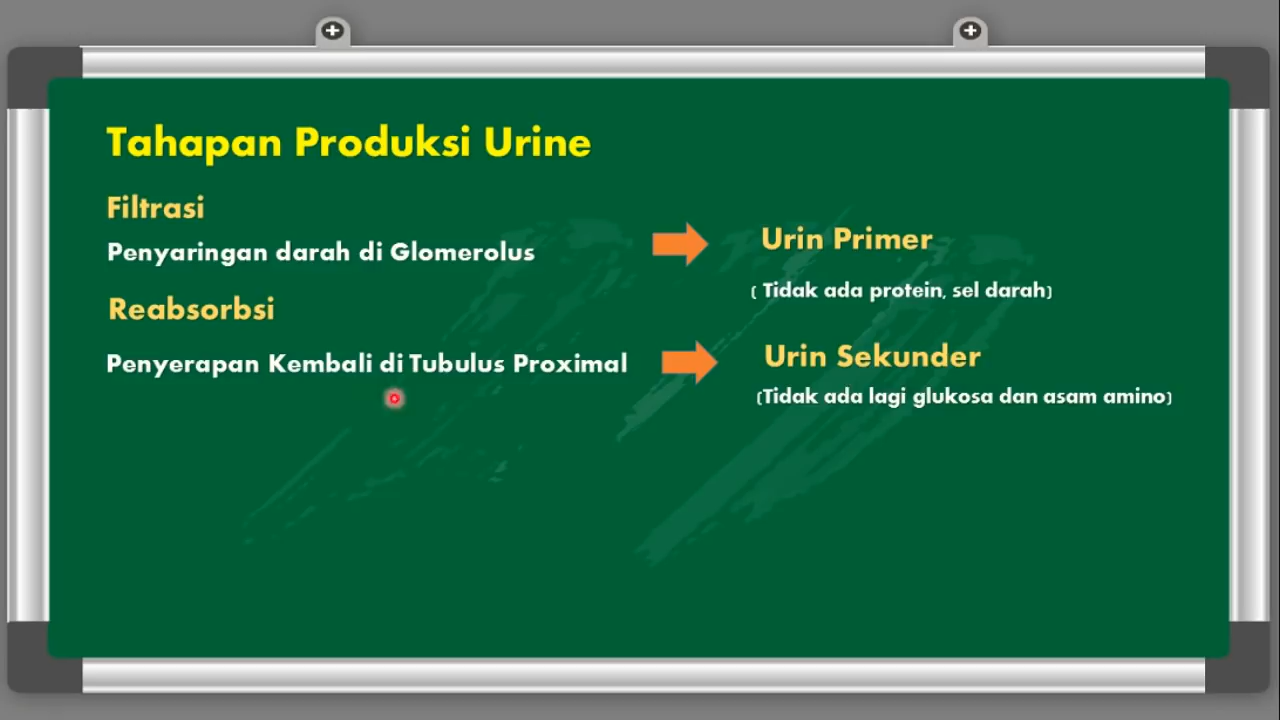 Tahapan Produksi Urine
Filtrasi
Penyaringan darah di Glomerolus
Urin Primer
( Tidak ada protein, sel darah)
Reabsorbsi
Penyerapan Kembali di Tubulus Proximal
Urin Sekunder
(Tidak ada lagi glukosa dan asam amino)